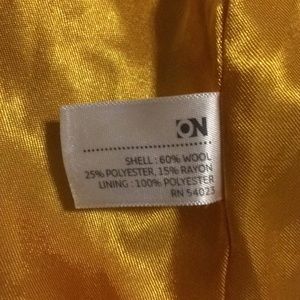 ON
SHELL : 60% WOOL
25% POLYESTER, 15% RAYON
LINING : 100% POLYESTER
RN 54023